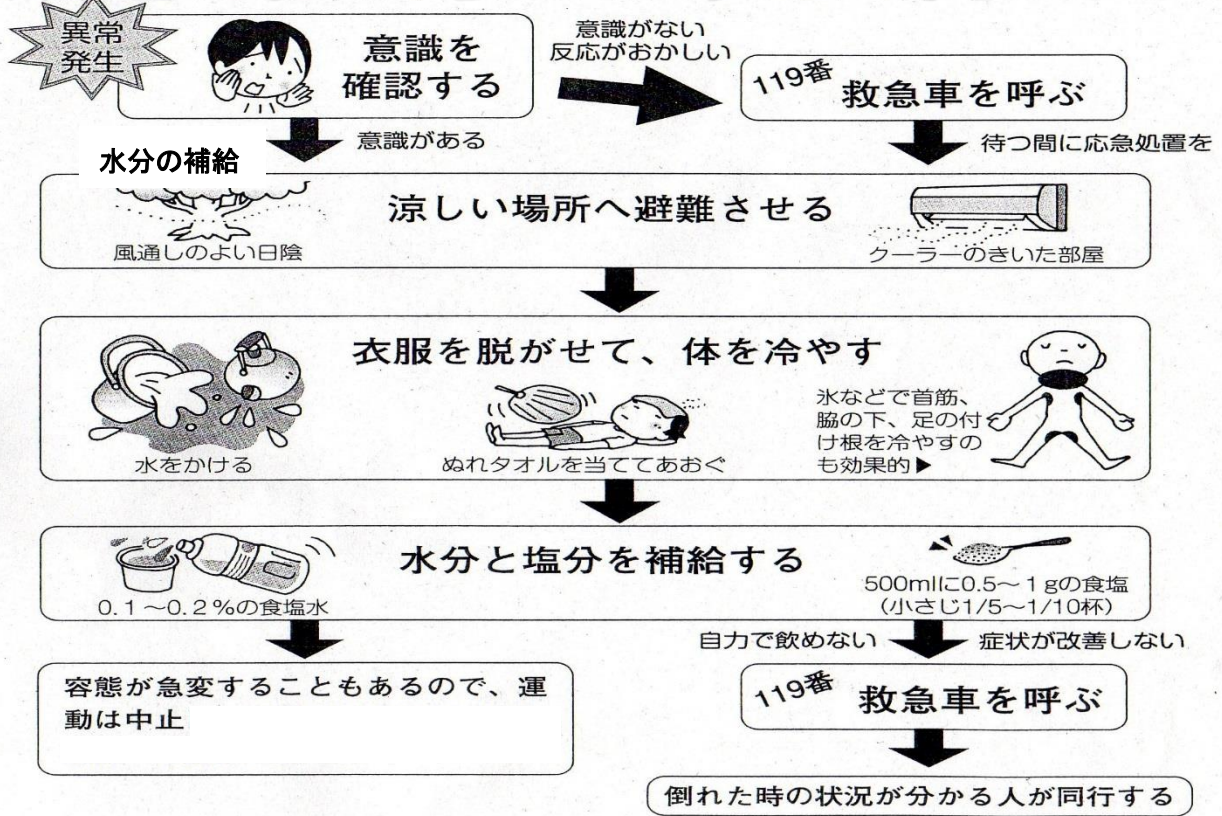 異常
発生
意識を
確認する
意識がない
反応がおかしい
119番
救急車を呼ぶ
意識がある
待つ間に応急処置を
水分の補給
涼しい場所へ避難させる
風通しのよい日陰
クーラーのきいた部屋
衣服を脱がせて、体を冷やす
水をかける
ぬれタオルを当ててあおぐ
氷などで首筋、
脇の下、足の付
け根を冷やすの
も効果的▶
水分と塩分を補給する
0.1~0.2%の食塩水
500mlに0.5~1gの食塩
(小さじ1/5~1/10杯)
自力で飲めない
症状が改善しない
容態が急変することもあるので、運
動は中止
119番
救急車を呼ぶ
倒れた時の状況が分かる人が同行する